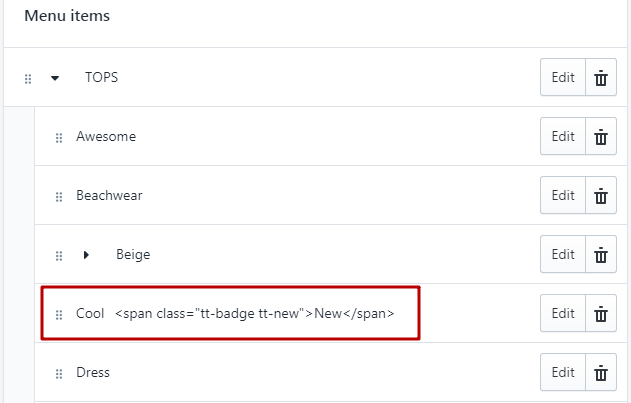 Menu items
TOPS Edit
Awesome Edit
Beachwear Edit
Beige Edit
Cool <span class="tt-badge tt-new">New</span> Edit
Dress Edit